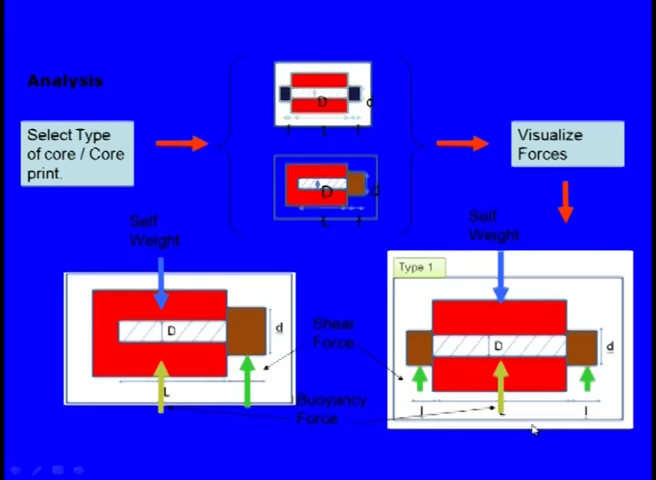 Analysis
D
d
l
L
l
Select Type
of core / Core
print.
Visualize
Forces
D
d
L
l
Self
Weight
Self
Weight
Type 1
D
d
Shear
Force
D
d
L
Buoyancy
Force
l
L
l